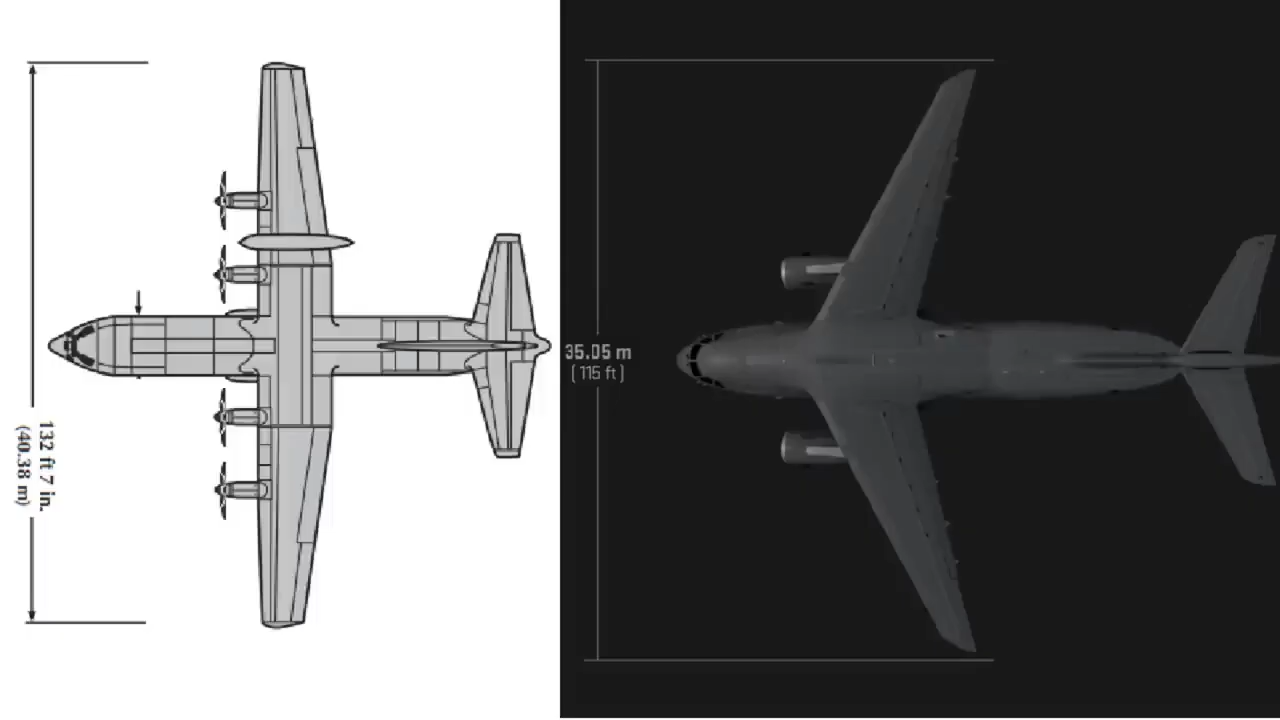 132 ft 7 in.
(40.38 m)
35.05 m
( 115 ft )